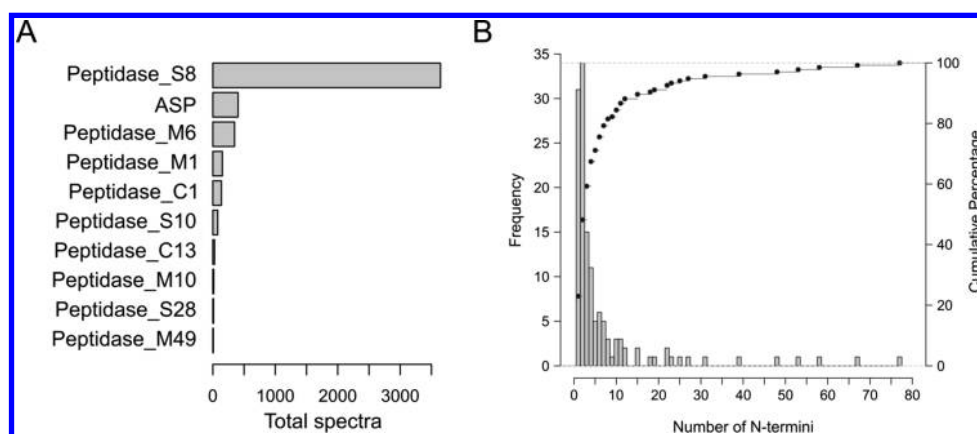 A
Peptidase_S8
ASP
Peptidase_M6
Peptidase_M1
Peptidase_C1
Peptidase_S10
Peptidase_C13
Peptidase_M10
Peptidase_S28
Peptidase_M49
0 1000 2000 3000
Total spectra
B
35
30
25
20
15
10
5
0
Frequency
100
80
60
40
20
0
Cumulative Percentage
0 10 20 30 40 50 60 70 80
Number of N-termini